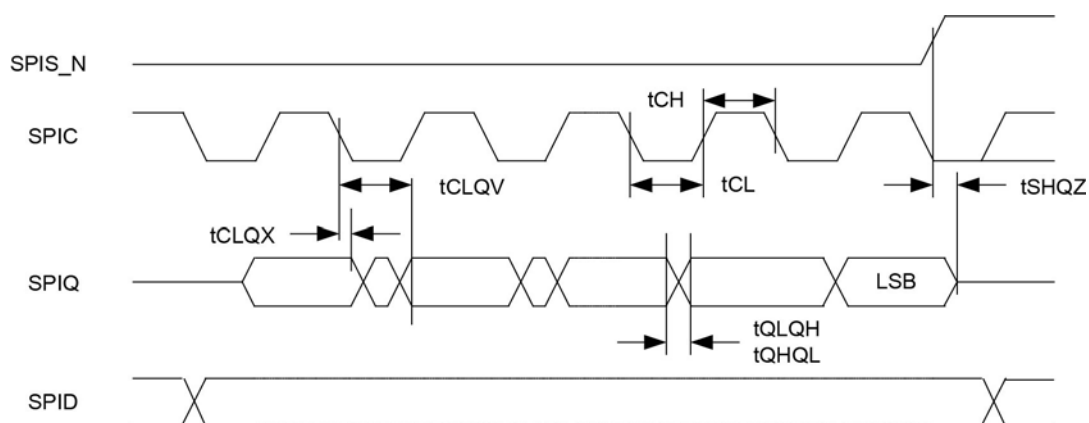 SPIS_N
tCH
SPIC
tCLQV
tCL
tSHQZ
tCLQX
SPIQ
LSB
tQLQH
tQHQL
SPID